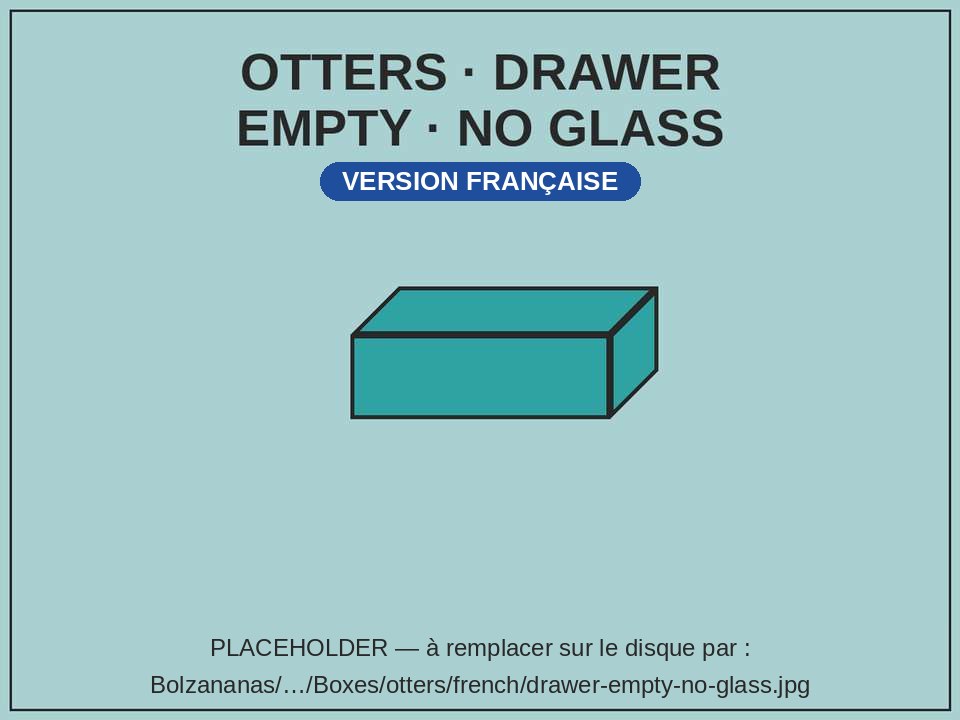 OTTERS · DRAWER
EMPTY · NO GLASS
VERSION FRANÇAISE
PLACEHOLDER — à remplacer sur le disque par :
Bolzananas/…/Boxes/otters/french/drawer-empty-no-glass.jpg